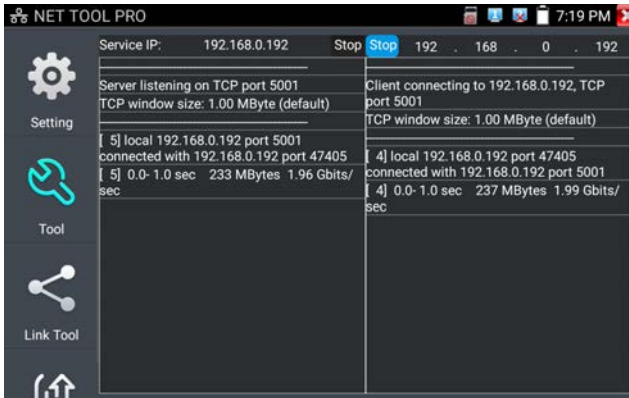 NET TOOL PRO
7:19 PM
Service IP: 192.168.0.192 Stop Stop 192 . 168 . 0 . 192
Setting
Tool
Link Tool
Server listening on TCP port 5001
TCP window size: 1.00 MByte (default)
[ 5] local 192.168.0.192 port 5001
connected with 192.168.0.192 port 47405
[ 5] 0.0- 1.0 sec 233 MBytes 1.96 Gbits/
sec
Client connecting to 192.168.0.192, TCP
port 5001
TCP window size: 1.00 MByte (default)
[ 4] local 192.168.0.192 port 47405
connected with 192.168.0.192 port 5001
[ 4] 0.0- 1.0 sec 237 MBytes 1.99 Gbits/
sec